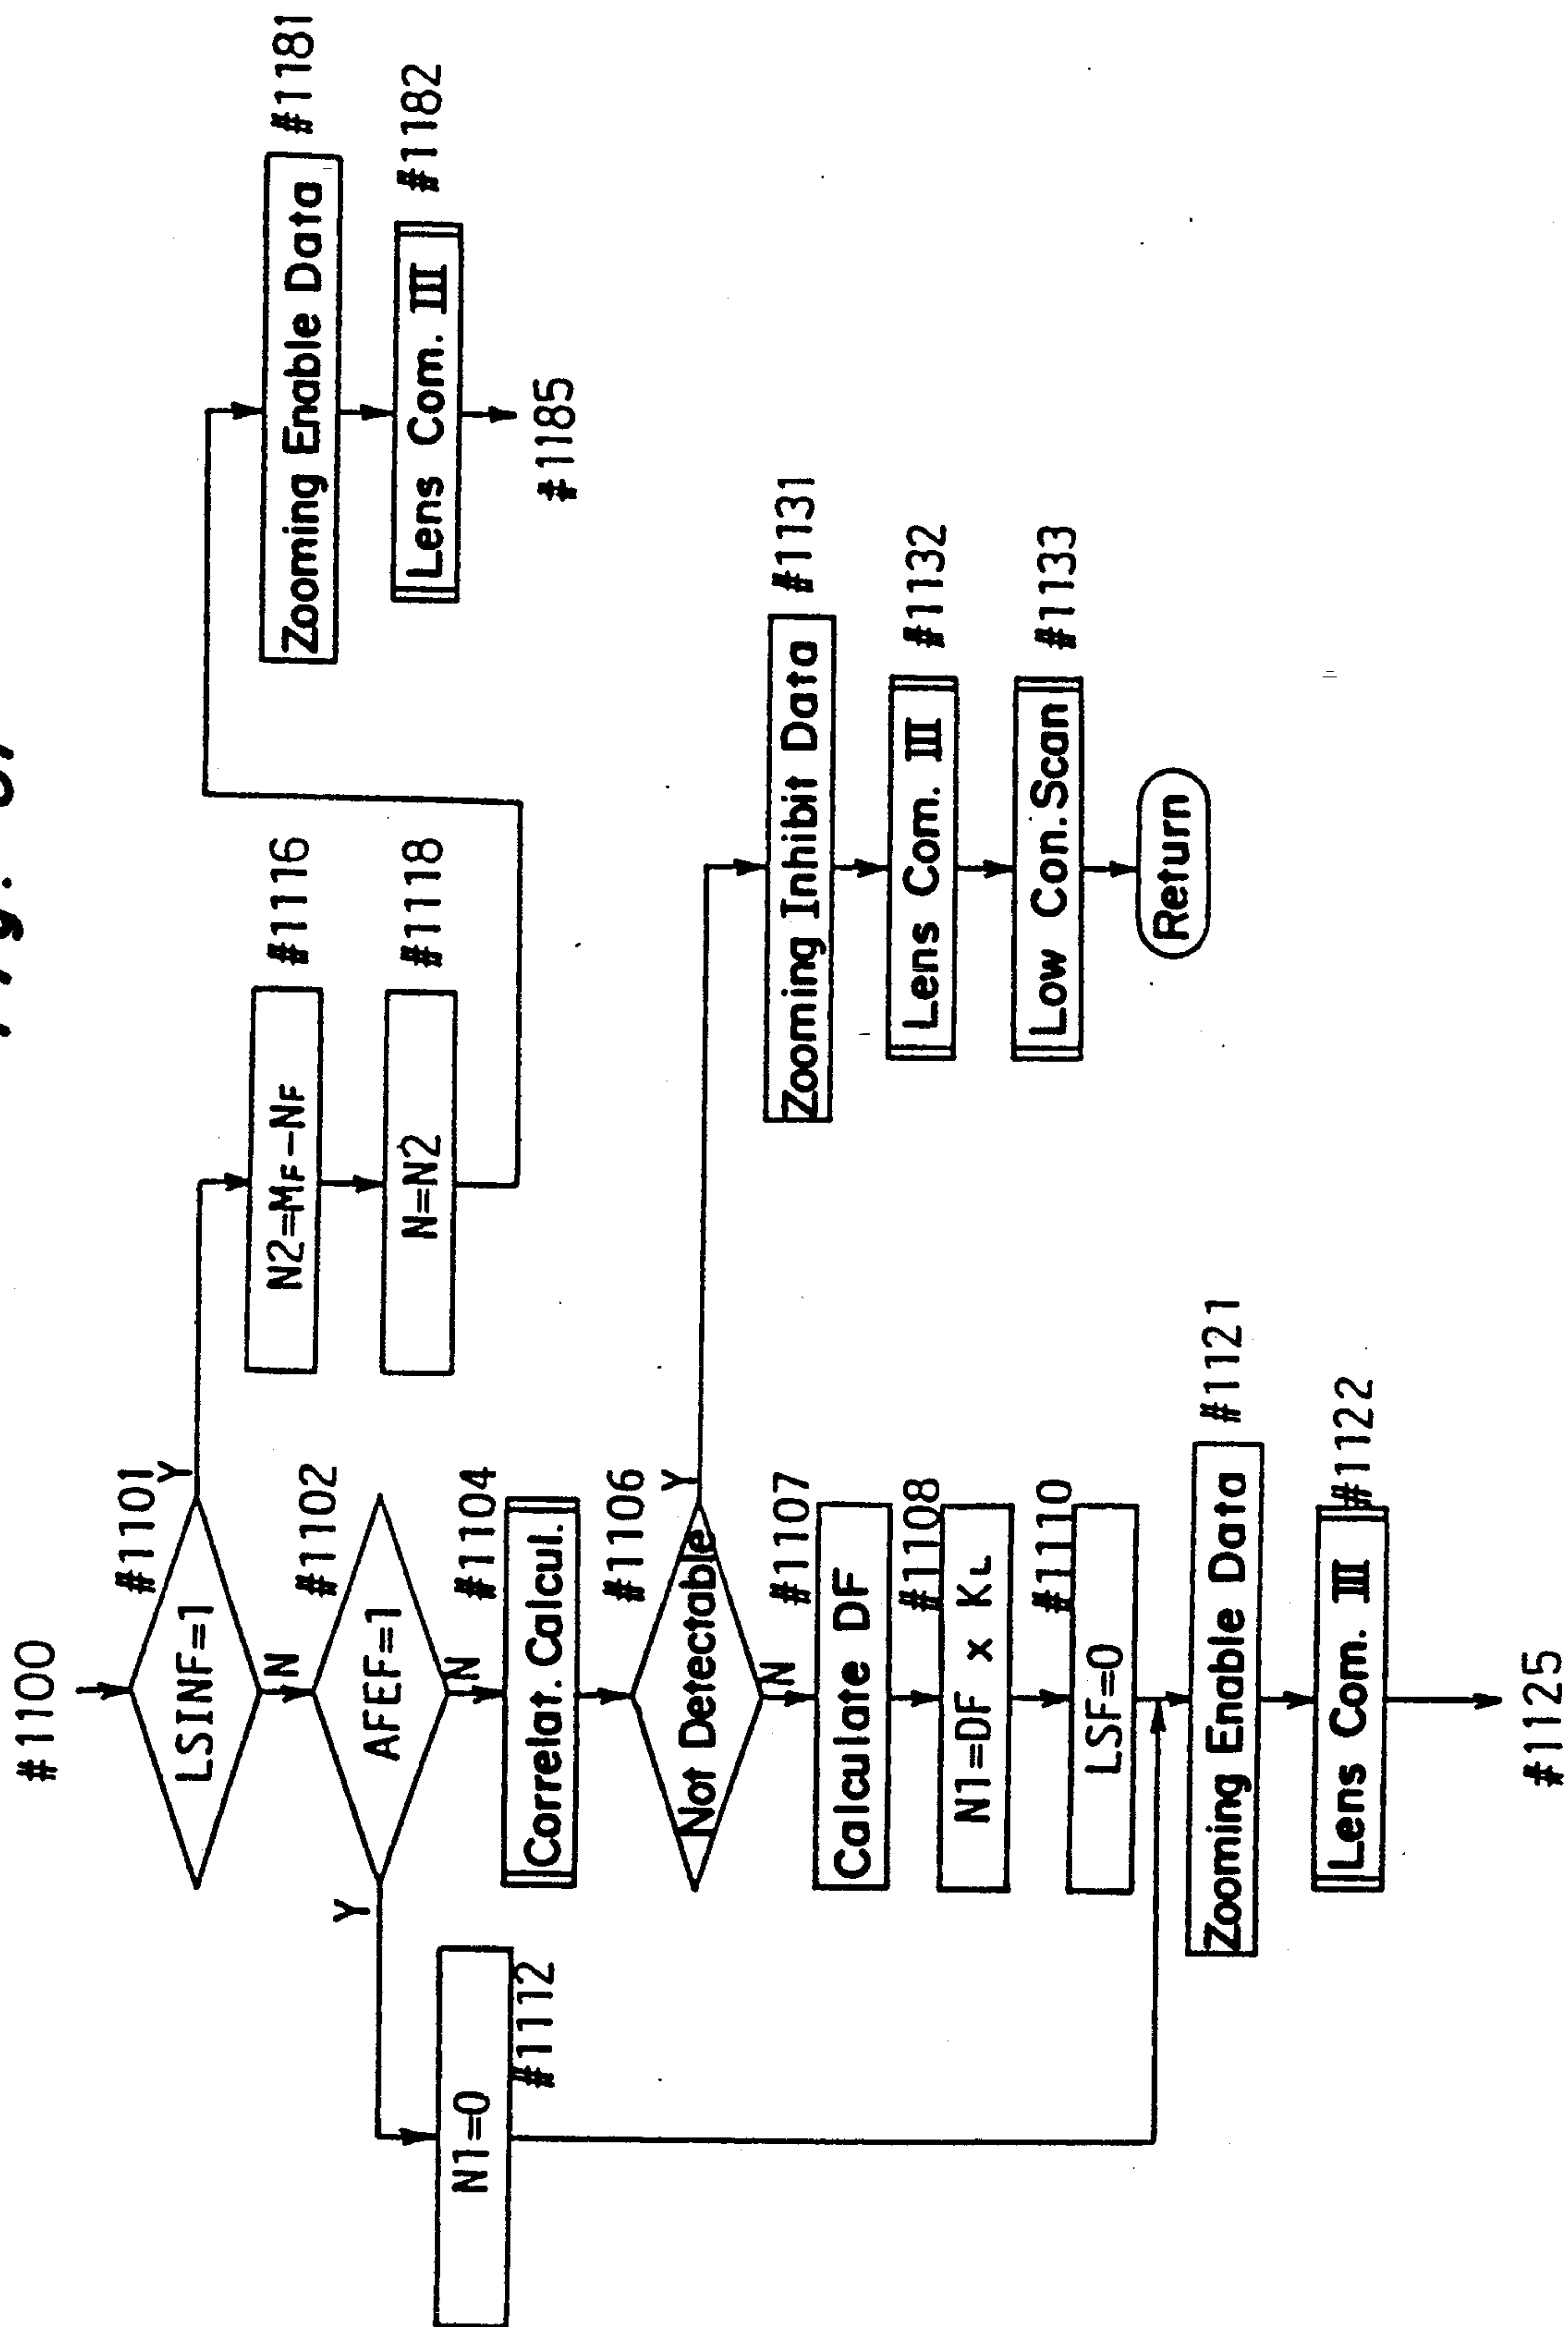 #1100
LSINF=1
#1101
Y
N
AFEF=1
#1102
Y
N
N1=0
#1112
Correlat. Calcul.
#1104
Not Detectable
#1106
Y
N
Calculate DF
#1107
N1=DF x KL
#1108
LSF=0
#1110
Zooming Enable Data
#1121
Lens Com. III
#1122
#1125
N2=MF-NF
#1116
N=N2
#1118
Zooming Inhibit Data
#1131
Lens Com. III
#1132
Low Con.Scan
#1133
Return
Zooming Enable Data
#1181
Lens Com. III
#1182
#1185